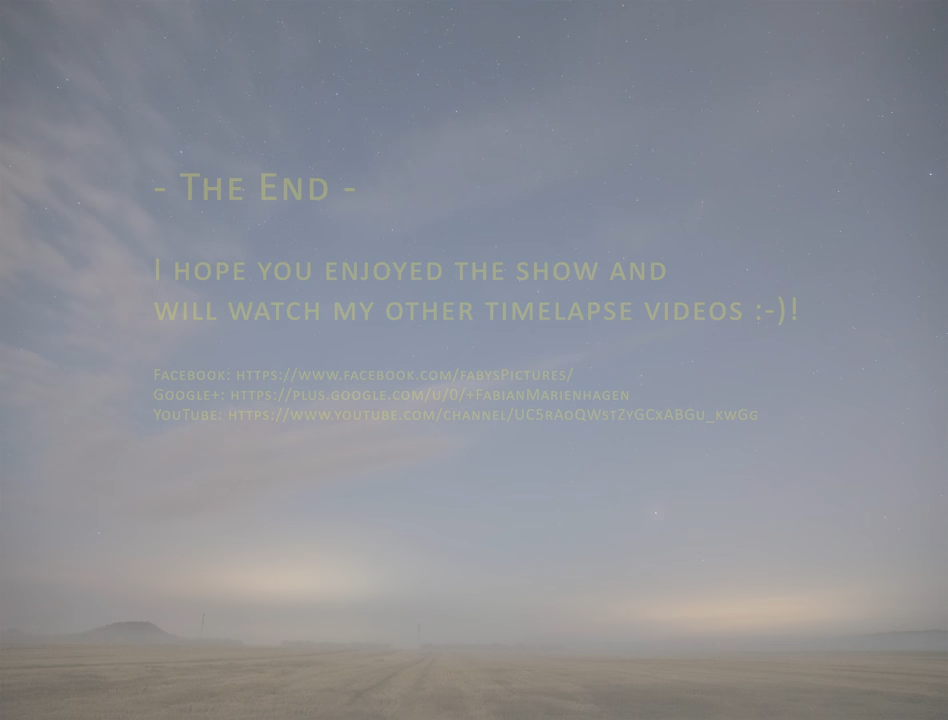 - The End -
I hope you enjoyed the show and
will watch my other timelapse videos :-)!
Facebook: https://www.facebook.com/fabysPictures/
Google+: https://plus.google.com/u/0/+FabianMarienhagen
YouTube: https://www.youtube.com/channel/UC5raoQWstZyGCxABGu_kwGg